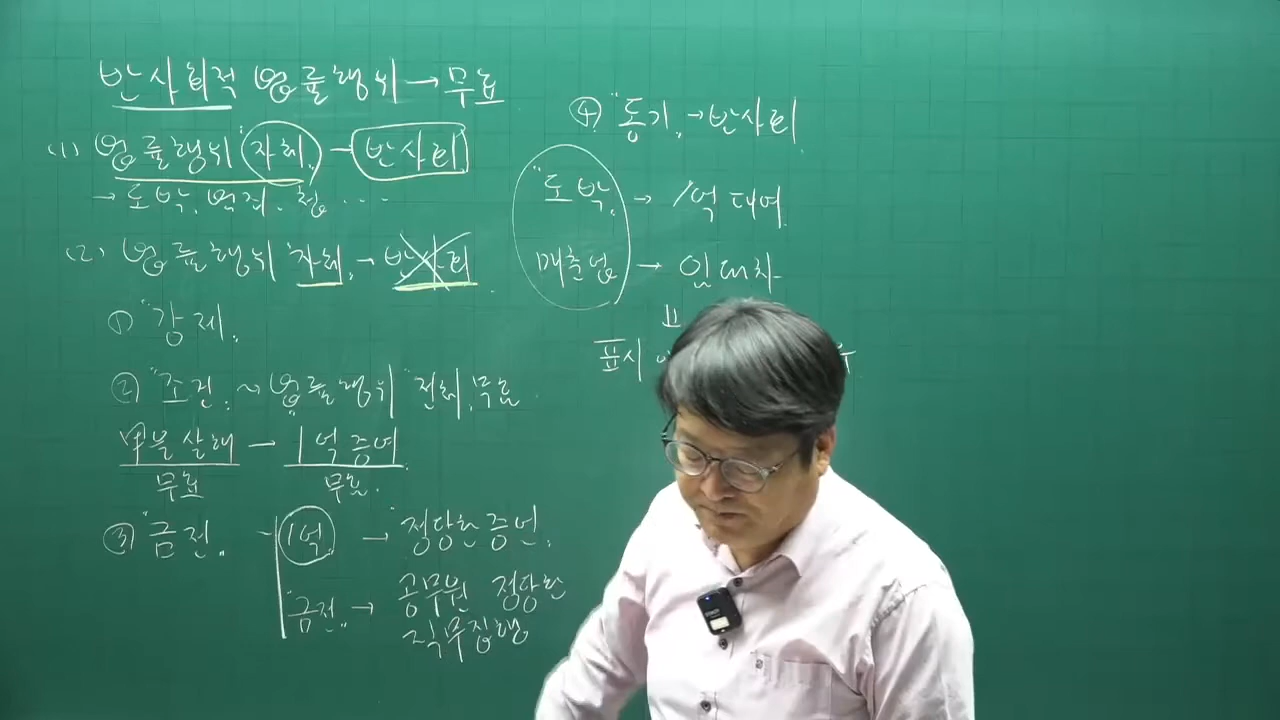 반사회적 법률행위 → 무효
(1) 법률행위 "자체" - 반사회
→ 도박, 먹적, 청 ...
(2) 법률행위 자체 → 반사회
① "강제"
② "조건" ~ 법률행위 "전체" 무효
甲을 살해 - 1억 증여
무효 무효
③ "금전" - 1억 → "정당한 증언"
"금전" → 공무원 정당한
직무집행
④ "동기" → 반사회
"도박" → 1억 대여
매춘업 → 임대차
표시